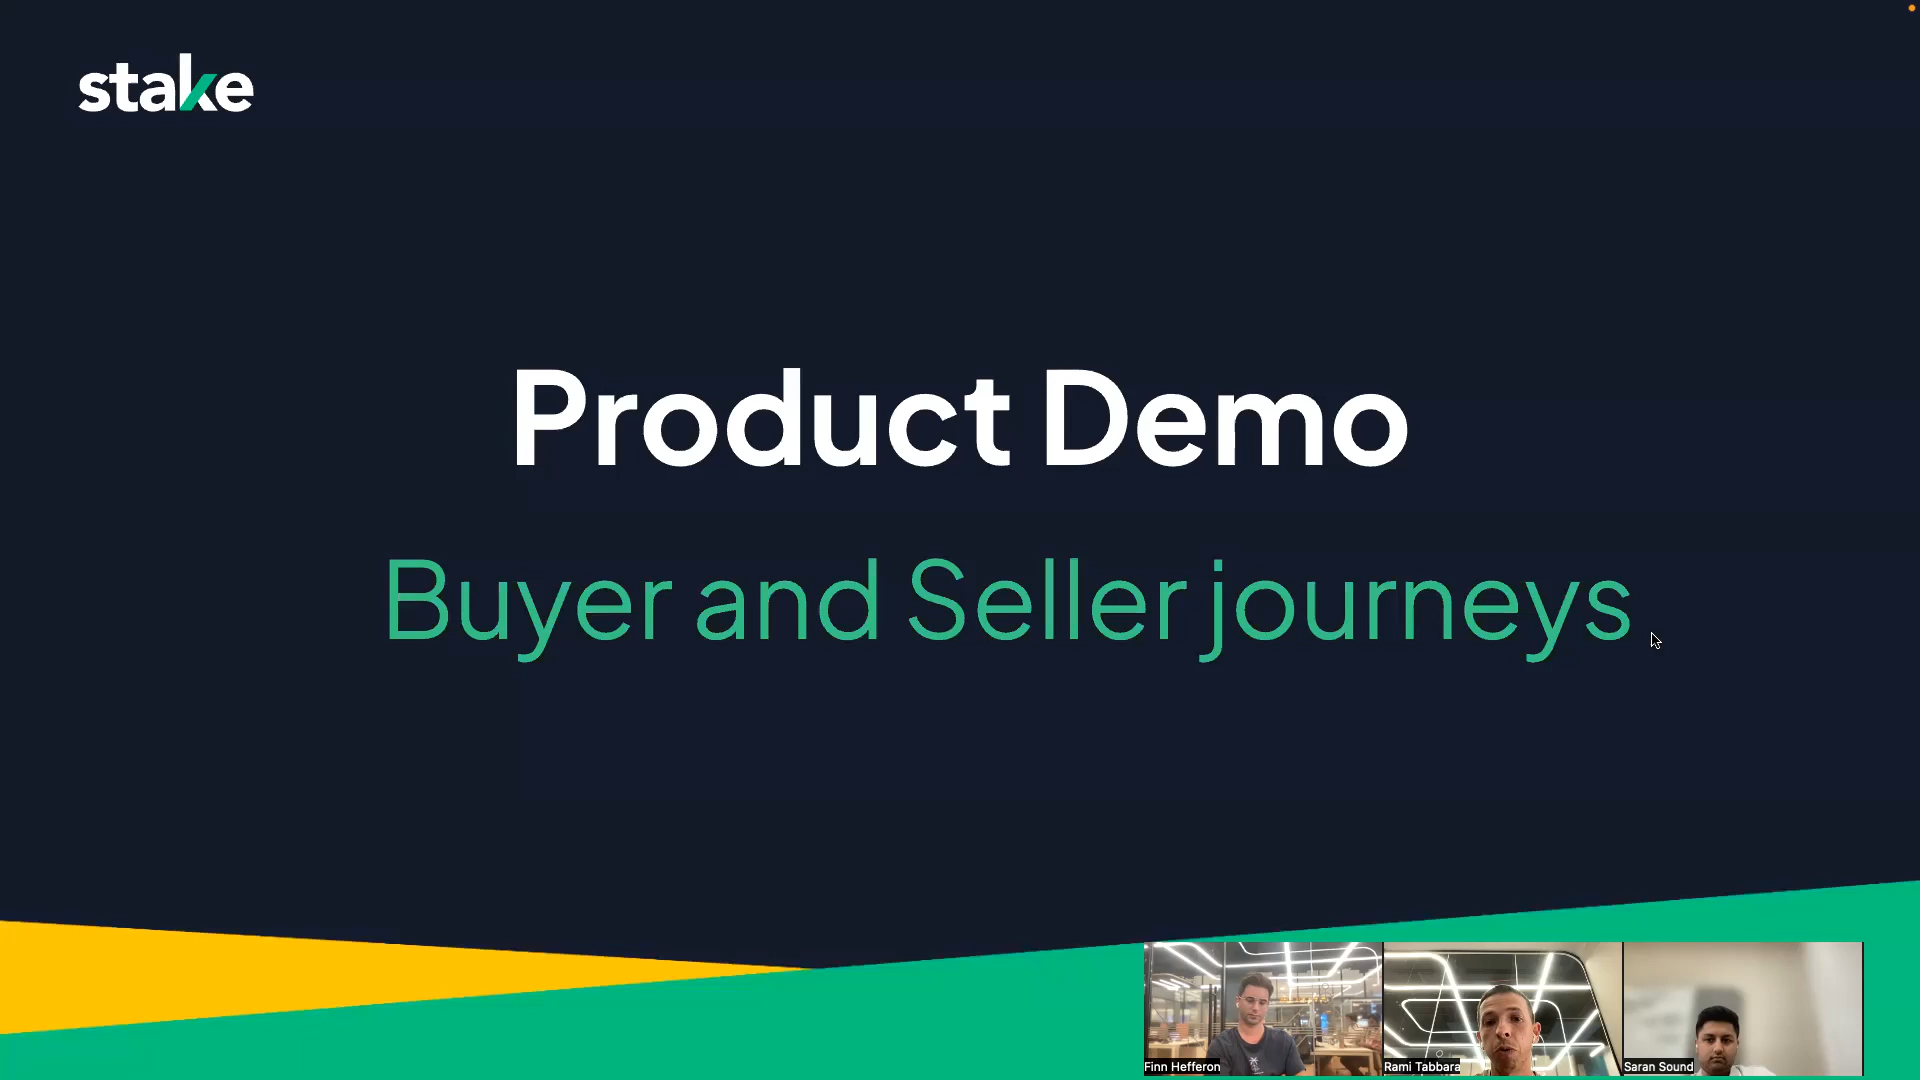 stake
Product Demo
Buyer and Seller journeys
Finn Hefferon
Rami Tabbara
Saran Sound